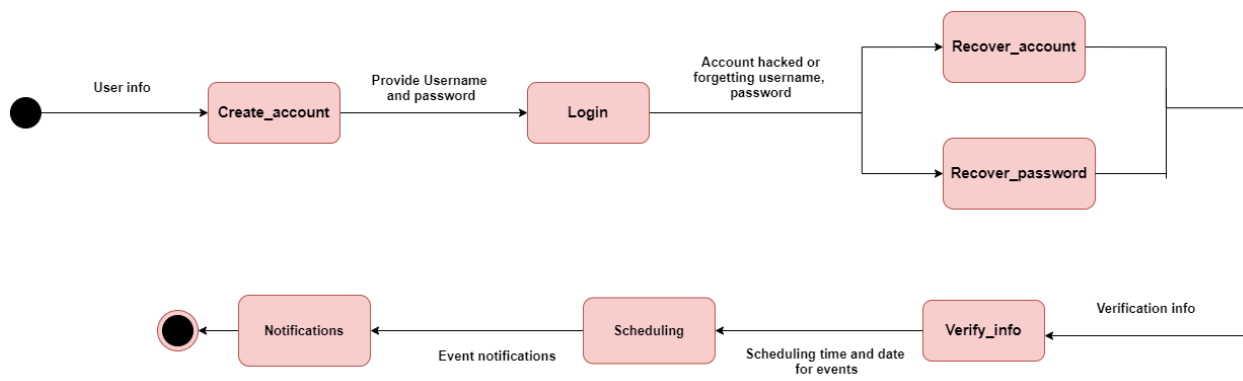 User info
Create_account
Provide Username
and password
Login
Account hacked or
forgetting username,
password
Recover_account
Recover_password
Verification info
Verify_info
Scheduling time and date
for events
Scheduling
Event notifications
Notifications